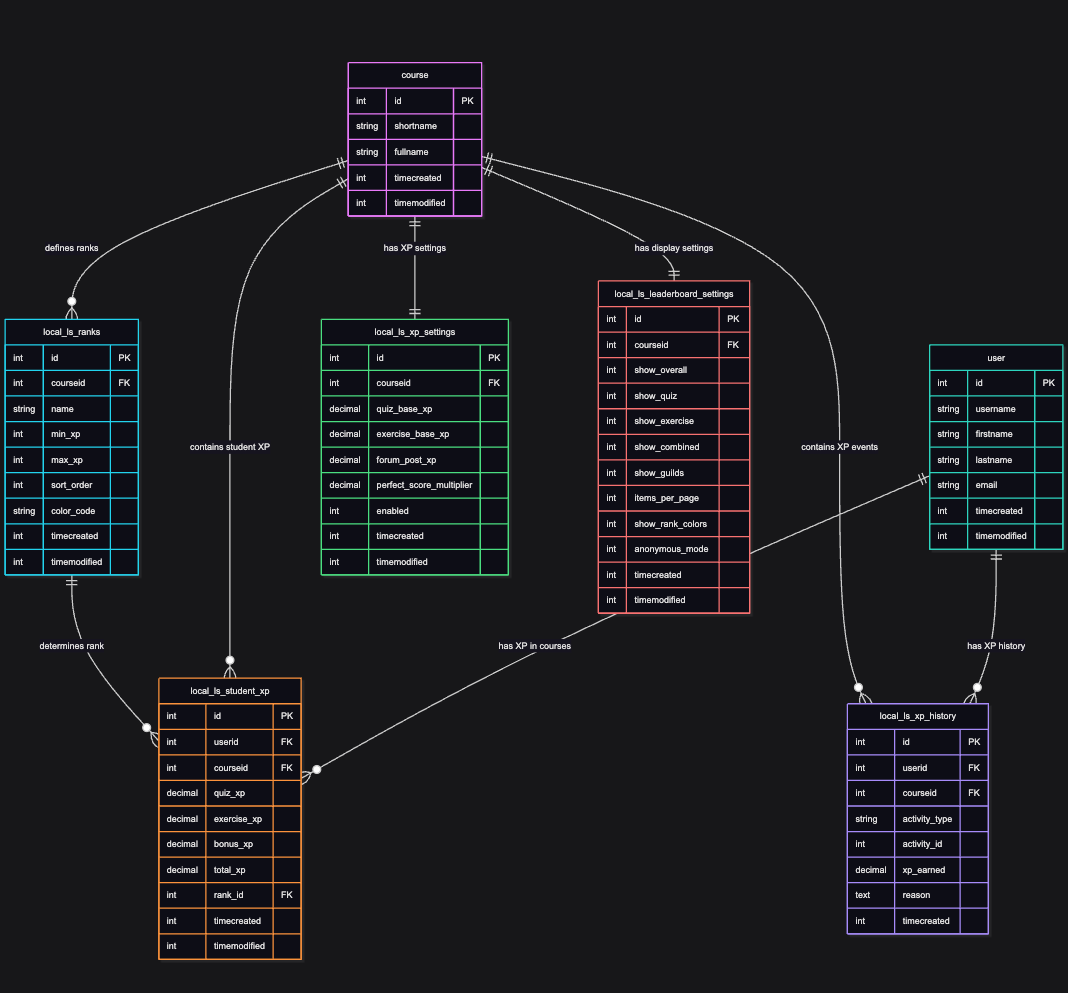 course
int id PK
string shortname
string fullname
int timecreated
int timemodified
defines ranks
has XP settings
has display settings
local_ls_ranks
int id PK
int courseid FK
string name
int min_xp
int max_xp
int sort_order
string color_code
int timecreated
int timemodified
local_ls_xp_settings
int id PK
int courseid FK
decimal quiz_base_xp
decimal exercise_base_xp
decimal forum_post_xp
decimal perfect_score_multiplier
int enabled
int timecreated
int timemodified
local_ls_leaderboard_settings
int id PK
int courseid FK
int show_overall
int show_quiz
int show_exercise
int show_combined
int show_guilds
int items_per_page
int show_rank_colors
int anonymous_mode
int timecreated
int timemodified
user
int id PK
string username
string firstname
string lastname
string email
int timecreated
int timemodified
contains student XP
contains XP events
determines rank
has XP in courses
has XP history
local_ls_student_xp
int id PK
int userid FK
int courseid FK
decimal quiz_xp
decimal exercise_xp
decimal bonus_xp
decimal total_xp
int rank_id FK
int timecreated
int timemodified
local_ls_xp_history
int id PK
int userid FK
int courseid FK
string activity_type
int activity_id
decimal xp_earned
text reason
int timecreated